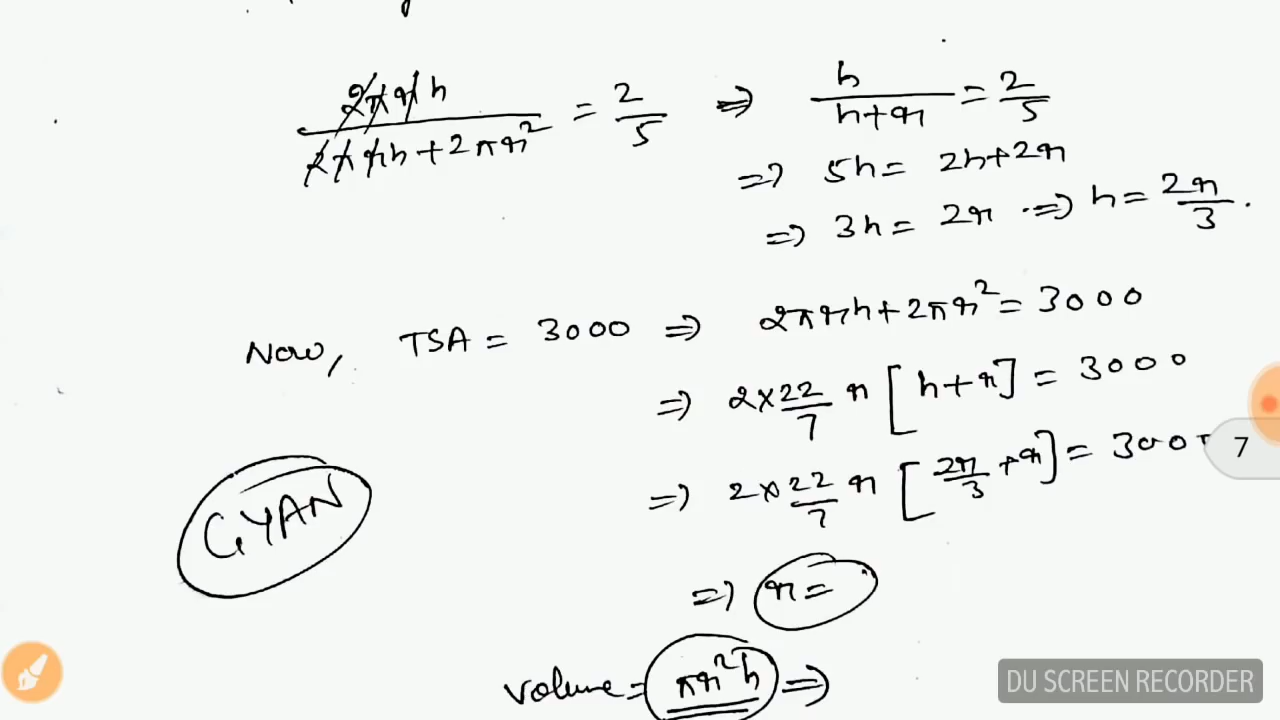 2πrh / 2πrh + 2πr² = 2/5 ⇒ h / h+r = 2/5
⇒ 5h = 2h+2r
⇒ 3h = 2r ⇒ h = 2r/3.
Now, TSA = 3000 ⇒ 2πrh + 2πr² = 3000
⇒ 2×22/7 r [h+r] = 3000
⇒ 2×22/7 r [2r/3 + r] = 3000
7
GYAN
⇒ r =
Volume = πr²h ⇒
DU SCREEN RECORDER